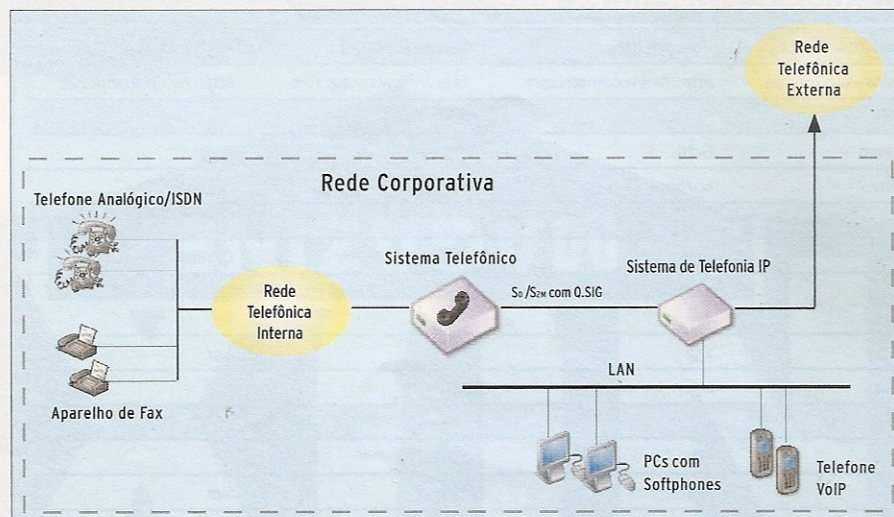 Rede
Telefônica
Externa
Rede Corporativa
Telefone Analógico/ISDN
Sistema Telefônico
Sistema de Telefonia IP
S0/S2M com Q.SIG
Rede
Telefônica
Interna
LAN
Aparelho de Fax
PCs com
Softphones
Telefone
VoIP